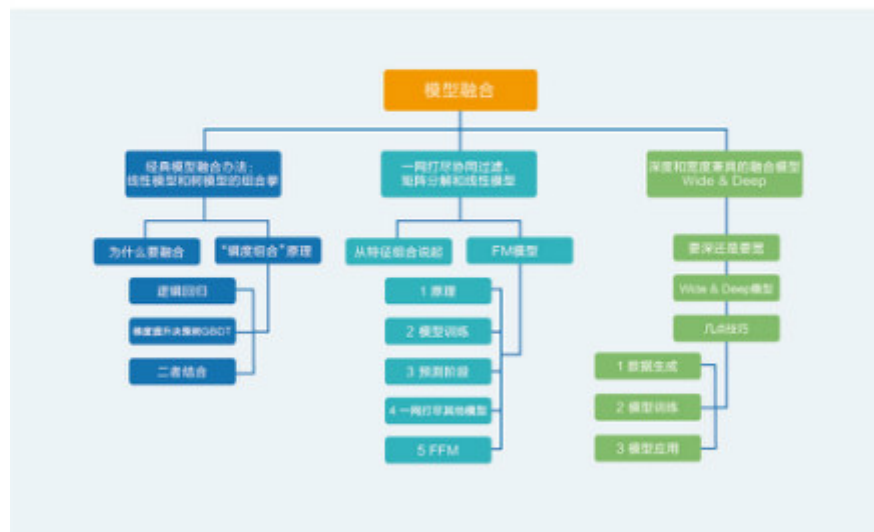 模型融合
经典模型融合办法：
线性模型和树模型的组合拳
一网打尽协同过滤、
矩阵分解和线性模型
深度和宽度兼具的融合模型
Wide & Deep
为什么要融合
“辑度组合”原理
从特征组合说起
FM模型
要深还是要宽
逻辑回归
1 原理
Wide & Deep模型
梯度提升决策树GBDT
2 模型训练
几点技巧
二者结合
3 预测阶段
1 数据生成
4 一网打尽其他模型
2 模型训练
5 FFM
3 模型应用